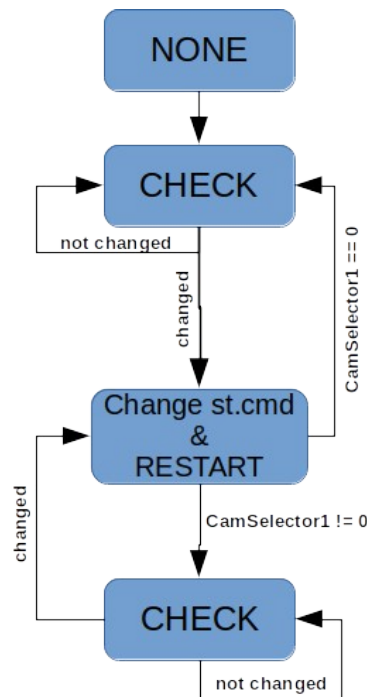 NONE
CHECK
not changed
changed
CamSelector1 == 0
Change st.cmd
&
RESTART
changed
CamSelector1 != 0
CHECK
not changed